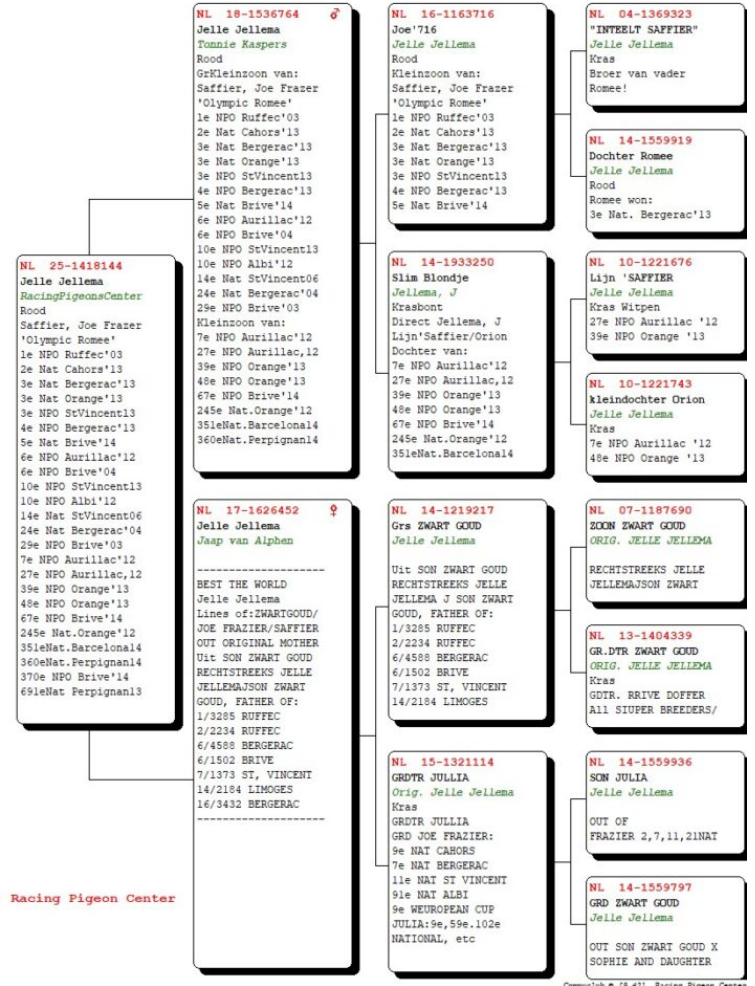 NL 25-1418144
Jelle Jellema
RacingPigeonsCenter
Rood
Saffier, Joe Frazer
'Olympic Romee'
1e NPO Ruffec'03
2e Nat Cahors'13
3e Nat Bergerac'13
3e Nat Orange'13
3e NPO StVincent13
4e NPO Bergerac'13
5e Nat Brive'14
6e NPO Aurillac'12
6e NPO Brive'04
10e NPO StVincent13
10e NPO Albi'12
14e Nat StVincent06
24e Nat Bergerac'04
29e NPO Brive'03
7e NPO Aurillac'12
27e NPO Aurillac,12
39e NPO Orange'13
48e NPO Orange'13
67e NPO Brive'14
245e Nat.Orange'12
351eNat.Barcelona14
360eNat.Perpignan14
370e NPO Brive'14
691eNat Perpignan13
Racing Pigeon Center
NL 18-1536764 ♂
Jelle Jellema
Tonnie Kaspers
Rood
GrKleinzoon van:
Saffier, Joe Frazer
'Olympic Romee'
1e NPO Ruffec'03
2e Nat Cahors'13
3e Nat Bergerac'13
3e Nat Orange'13
3e NPO StVincent13
4e NPO Bergerac'13
5e Nat Brive'14
6e NPO Aurillac'12
6e NPO Brive'04
10e NPO StVincent13
10e NPO Albi'12
14e Nat StVincent06
24e Nat Bergerac'04
29e NPO Brive'03
Kleinzoon van:
7e NPO Aurillac'12
27e NPO Aurillac,12
39e NPO Orange'13
48e NPO Orange'13
67e NPO Brive'14
245e Nat.Orange'12
351eNat.Barcelona14
360eNat.Perpignan14
NL 17-1626452 ♀
Jelle Jellema
Jaap van Alphen
--------------------
BEST THE WORLD
Jelle Jellema
Lines of:ZWARTGOUD/
JOE FRAZIER/SAFFIER
OUT ORIGINAL MOTHER
Uit SON ZWART GOUD
RECHTSTREEKS JELLE
JELLEMAJSON ZWART
GOUD, FATHER OF:
1/3285 RUFFEC
2/2234 RUFFEC
6/4588 BERGERAC
6/1502 BRIVE
7/1373 ST, VINCENT
14/2184 LIMOGES
16/3432 BERGERAC
--------------------
NL 16-1163716
Joe'716
Jelle Jellema
Rood
Kleinzoon van:
Saffier, Joe Frazer
'Olympic Romee'
1e NPO Ruffec'03
2e Nat Cahors'13
3e Nat Bergerac'13
3e Nat Orange'13
3e NPO StVincent13
4e NPO Bergerac'13
5e Nat Brive'14
NL 14-1933250
Slim Blondje
Jellema, J
Krasbont
Direct Jellema, J
Lijn'Saffier/Orion
Dochter van:
7e NPO Aurillac'12
27e NPO Aurillac,12
39e NPO Orange'13
48e NPO Orange'13
67e NPO Brive'14
245e Nat.Orange'12
351eNat.Barcelona14
NL 14-1219217
Grs ZWART GOUD
Jelle Jellema
Uit SON ZWART GOUD
RECHTSTREEKS JELLE
JELLEMA J SON ZWART
GOUD, FATHER OF:
1/3285 RUFFEC
2/2234 RUFFEC
6/4588 BERGERAC
6/1502 BRIVE
7/1373 ST, VINCENT
14/2184 LIMOGES
NL 15-1321114
GRDTR JULLIA
Orig. Jelle Jellema
Kras
GRDTR JULLIA
GRD JOE FRAZIER:
9e NAT CAHORS
7e NAT BERGERAC
11e NAT ST VINCENT
91e NAT ALBI
9e WEUROPEAN CUP
JULIA:9e,59e.102e
NATIONAL, etc
NL 04-1369323
"INTEELT SAFFIER"
Jelle Jellema
Kras
Broer van vader
Romee!
NL 14-1559919
Dochter Romee
Jelle Jellema
Rood
Romee won:
3e Nat. Bergerac'13
NL 10-1221676
Lijn 'SAFFIER
Jelle Jellema
Kras Witpen
27e NPO Aurillac '12
39e NPO Orange '13
NL 10-1221743
kleindochter Orion
Jelle Jellema
Kras
7e NPO Aurillac '12
48e NPO Orange '13
NL 07-1187690
ZOON ZWART GOUD
ORIG. JELLE JELLEMA
RECHTSTREEKS JELLE
JELLEMAJSON ZWART
NL 13-1404339
GR.DTR ZWART GOUD
ORIG. JELLE JELLEMA
Kras
GDTR. RRIVE DOFFER
All SIUPER BREEDERS/
NL 14-1559936
SON JULIA
Jelle Jellema
OUT OF
FRAZIER 2,7,11,21NAT
NL 14-1559797
GRD ZWART GOUD
Jelle Jellema
OUT SON ZWART GOUD X
SOPHIE AND DAUGHTER
Racing Pigeon Center